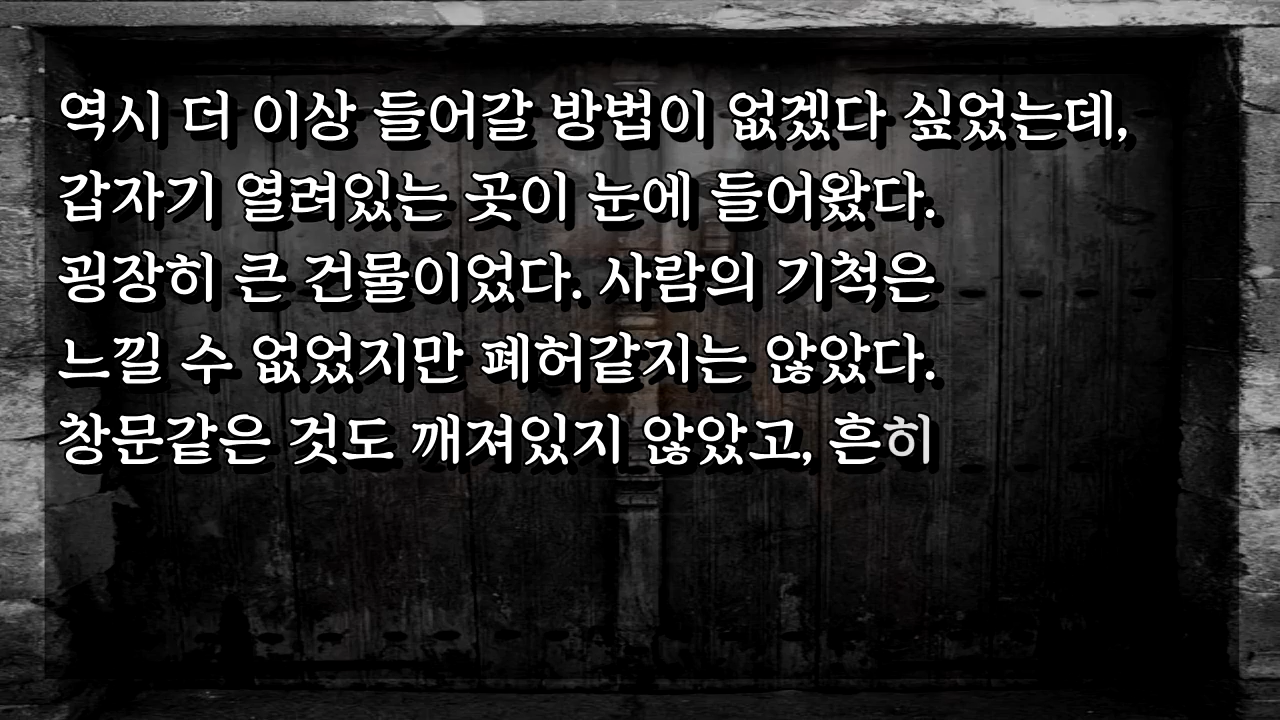 역시 더 이상 들어갈 방법이 없겠다 싶었는데,
갑자기 열려있는 곳이 눈에 들어왔다.
굉장히 큰 건물이었다. 사람의 기척은
느낄 수 없었지만 폐허같지는 않았다.
창문같은 것도 깨져있지 않았고, 흔히